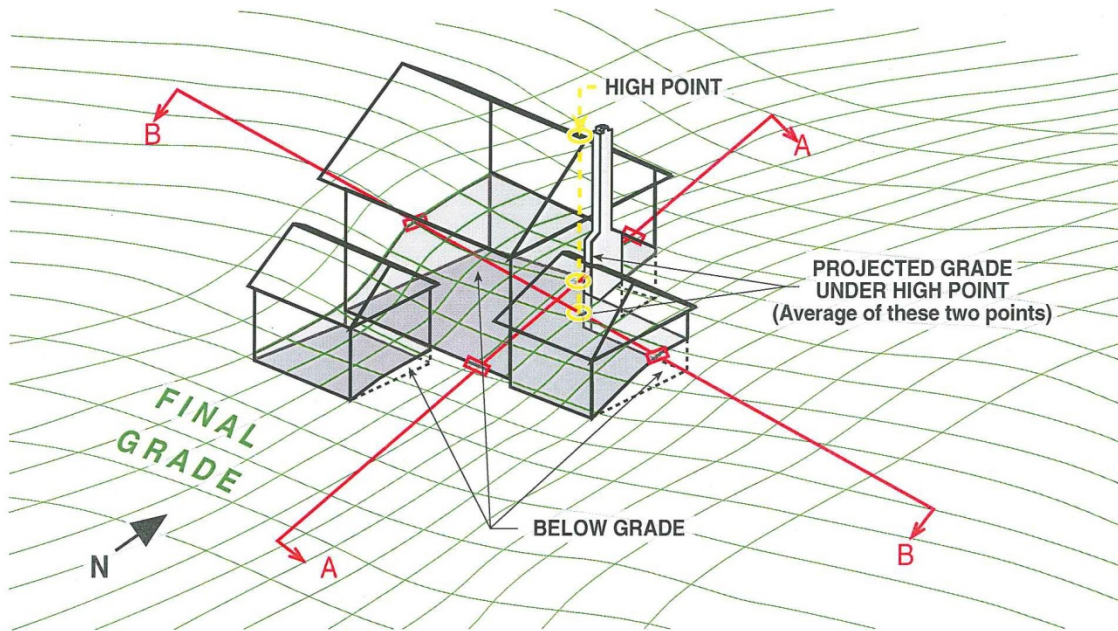 HIGH POINT
B
A
PROJECTED GRADE
UNDER HIGH POINT
(Average of these two points)
FINAL
GRADE
BELOW GRADE
N
A
B